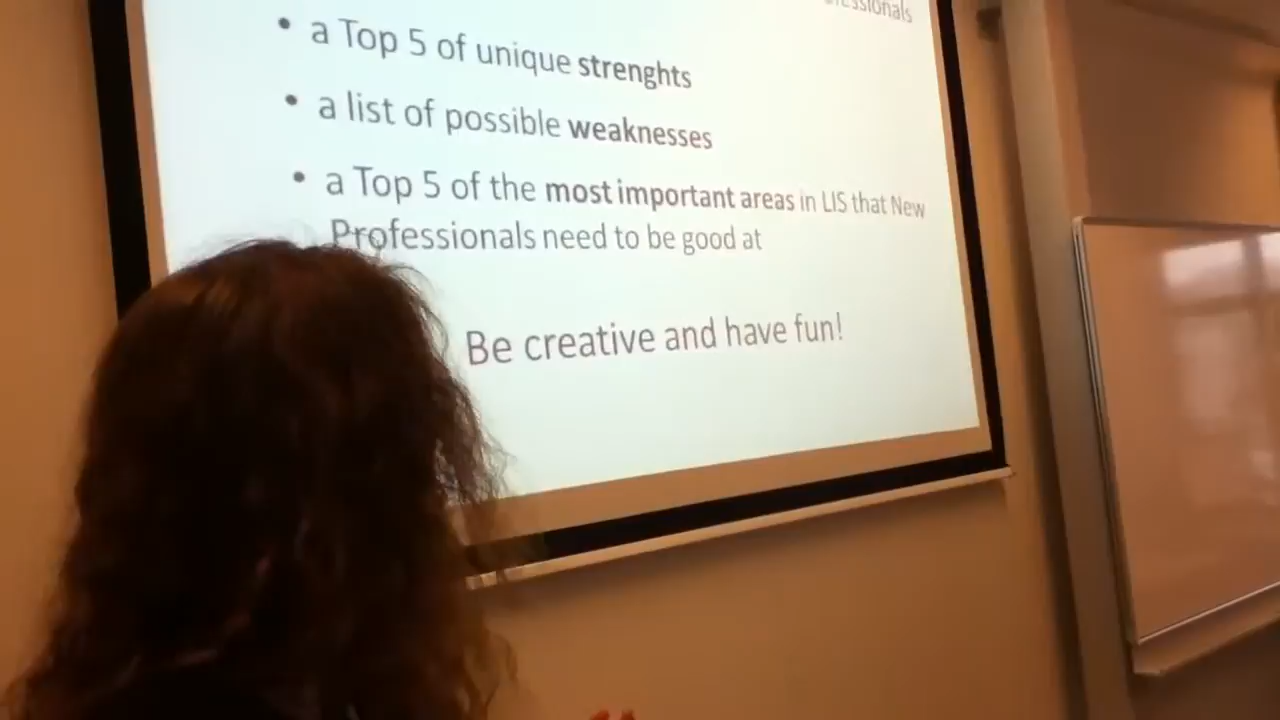 • a Top 5 of unique strenghts
• a list of possible weaknesses
• a Top 5 of the most important areas in LIS that New
Professionals need to be good at
Be creative and have fun!